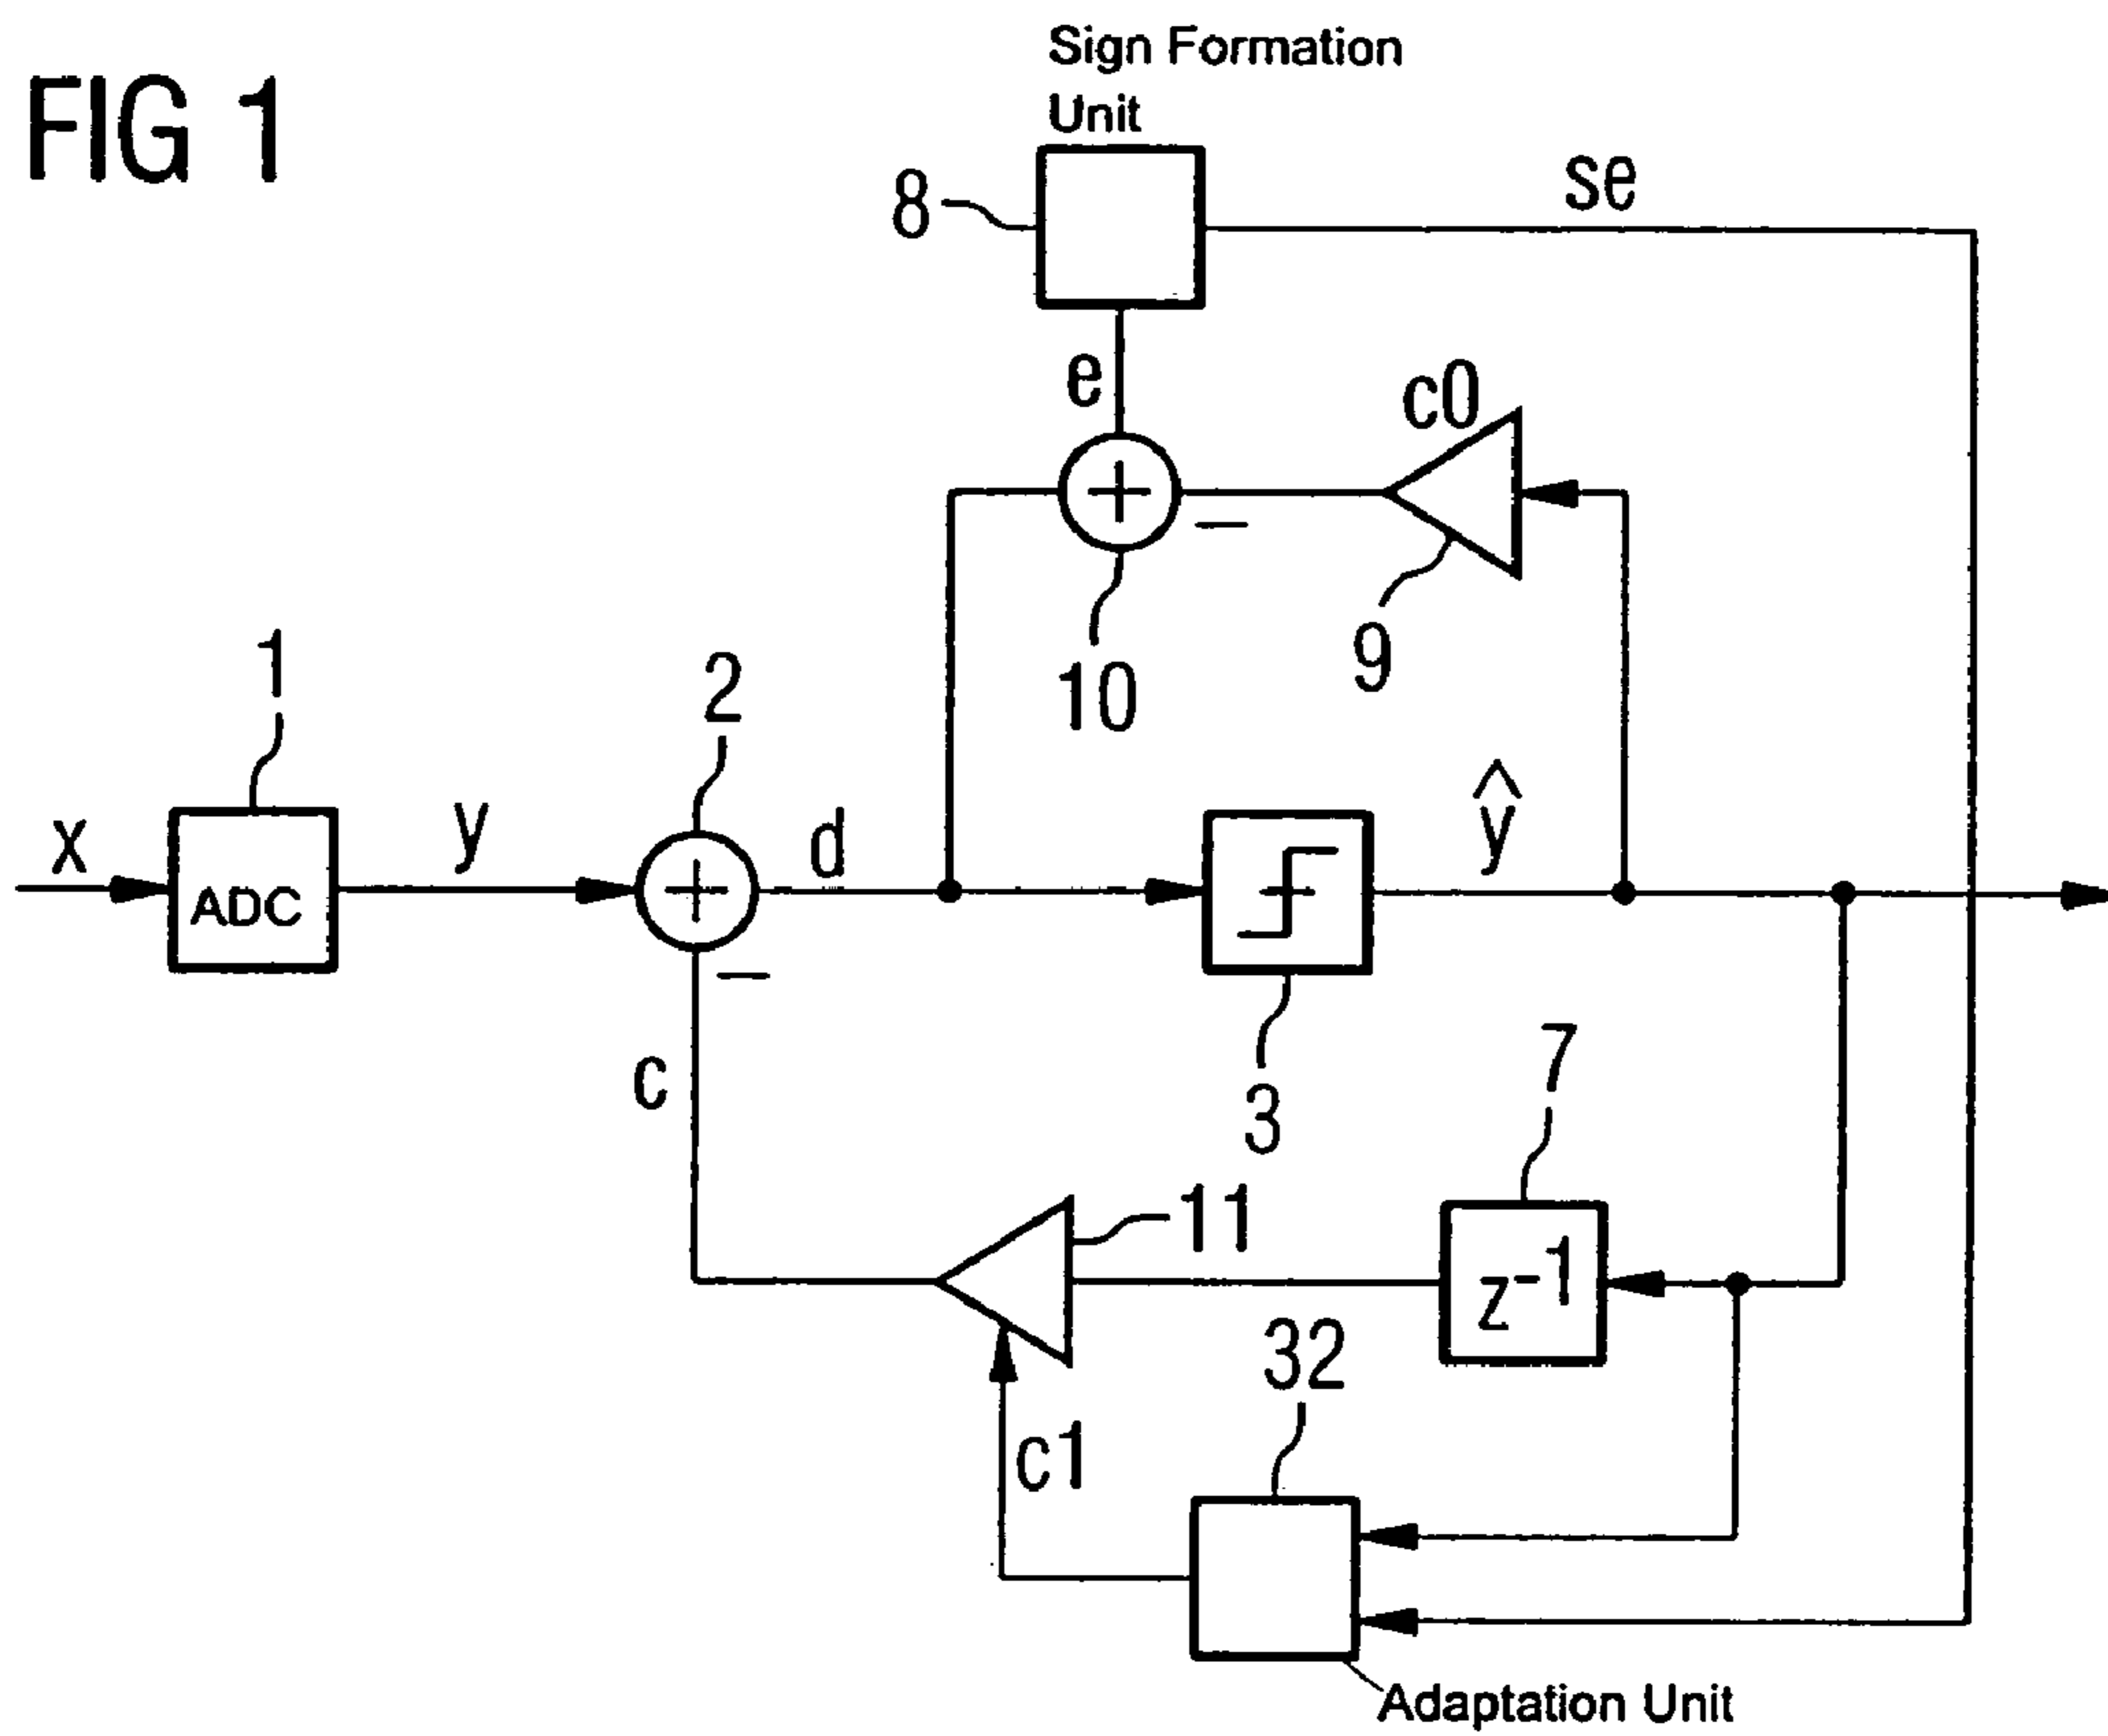 FIG 1
Sign Formation
Unit
8
se
e
c0
10
9
1
2
x
ADC
y
d
ŷ
c
3
7
11
z⁻¹
32
c1
Adaptation Unit